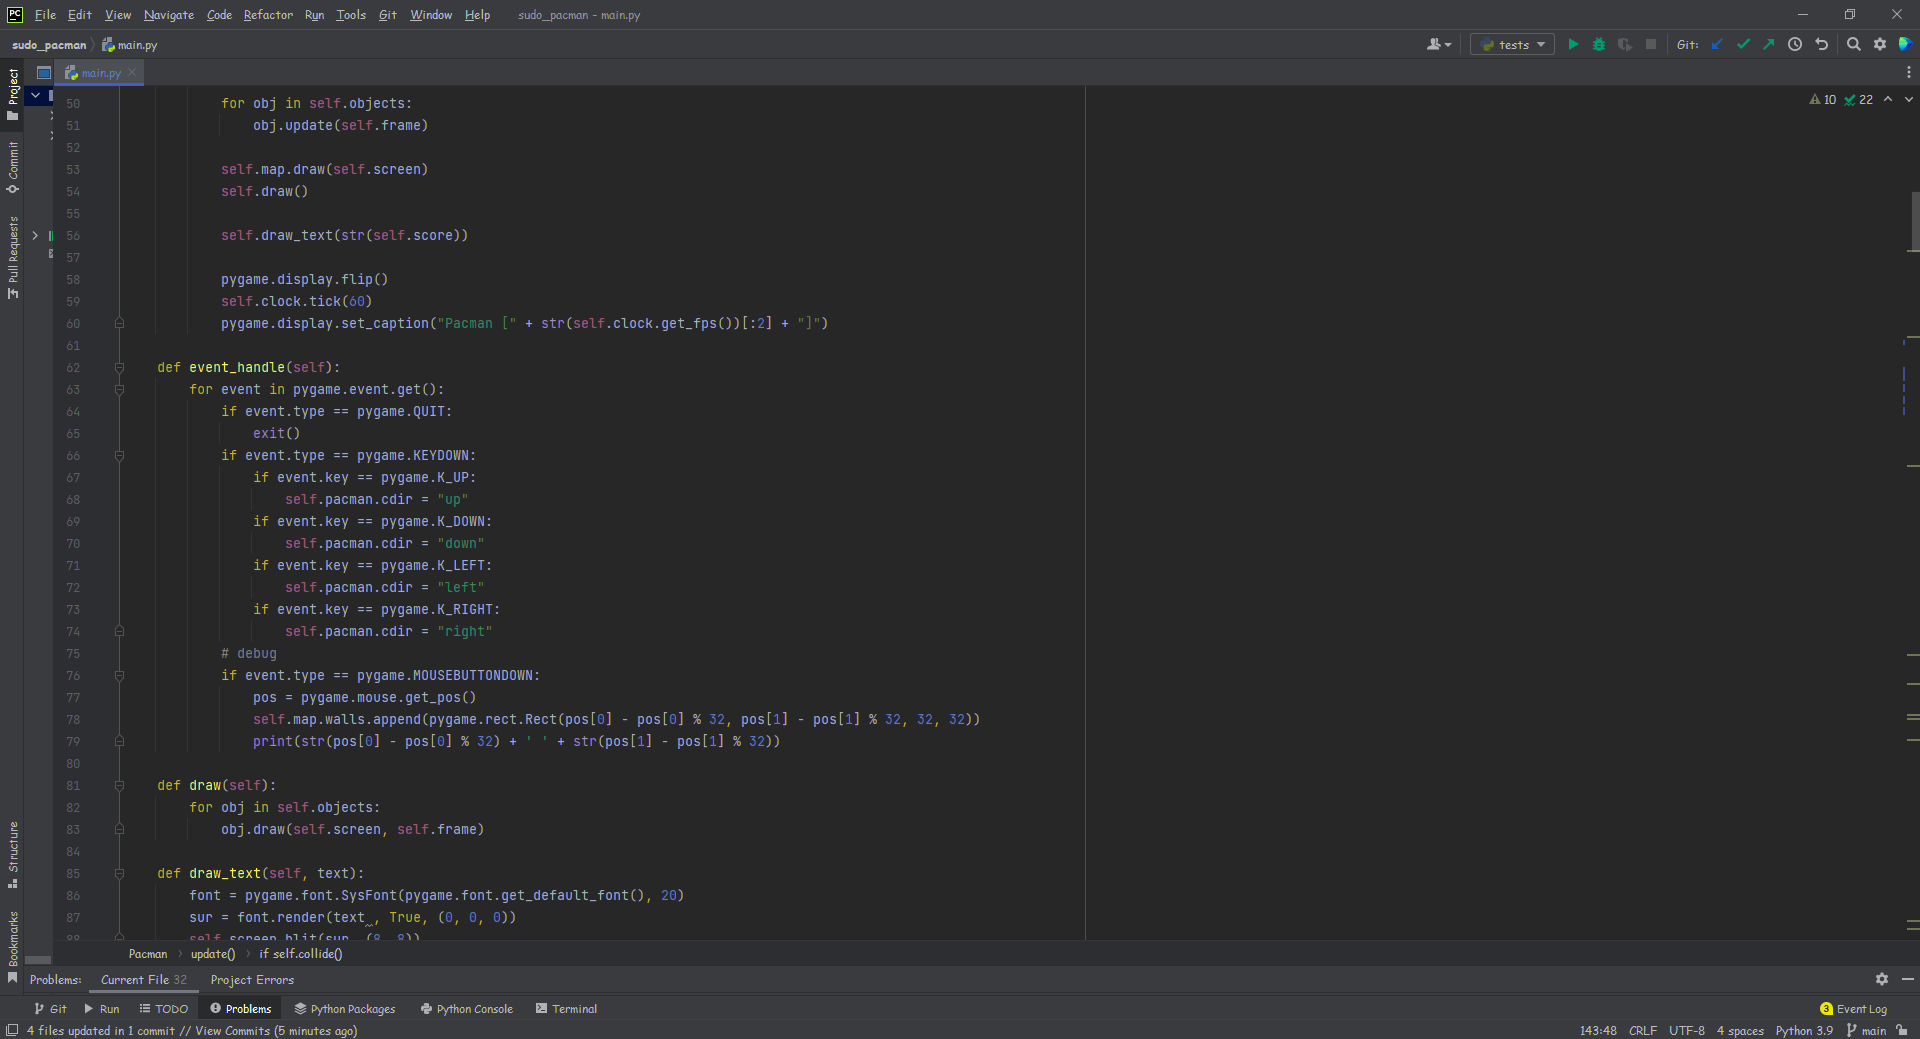 PC File Edit View Navigate Code Refactor Run Tools Git Window Help sudo_pacman - main.py
sudo_pacman main.py tests Git:
main.py
Project
Commit
Pull Requests
Structure
Bookmarks
10 22
50 for obj in self.objects:
51 obj.update(self.frame)
52
53 self.map.draw(self.screen)
54 self.draw()
55
56 self.draw_text(str(self.score))
57
58 pygame.display.flip()
59 self.clock.tick(60)
60 pygame.display.set_caption("Pacman [" + str(self.clock.get_fps())[:2] + "]")
61
62 def event_handle(self):
63 for event in pygame.event.get():
64 if event.type == pygame.QUIT:
65 exit()
66 if event.type == pygame.KEYDOWN:
67 if event.key == pygame.K_UP:
68 self.pacman.cdir = "up"
69 if event.key == pygame.K_DOWN:
70 self.pacman.cdir = "down"
71 if event.key == pygame.K_LEFT:
72 self.pacman.cdir = "left"
73 if event.key == pygame.K_RIGHT:
74 self.pacman.cdir = "right"
75 # debug
76 if event.type == pygame.MOUSEBUTTONDOWN:
77 pos = pygame.mouse.get_pos()
78 self.map.walls.append(pygame.rect.Rect(pos[0] - pos[0] % 32, pos[1] - pos[1] % 32, 32, 32))
79 print(str(pos[0] - pos[0] % 32) + ' ' + str(pos[1] - pos[1] % 32))
80
81 def draw(self):
82 for obj in self.objects:
83 obj.draw(self.screen, self.frame)
84
85 def draw_text(self, text):
86 font = pygame.font.SysFont(pygame.font.get_default_font(), 20)
87 sur = font.render(text , True, (0, 0, 0))
88 self.screen.blit(sur, (8, 8))
Pacman update() if self.collide()
Problems: Current File 32 Project Errors
Git Run TODO Problems Python Packages Python Console Terminal 3 Event Log
4 files updated in 1 commit // View Commits (5 minutes ago) 143:48 CRLF UTF-8 4 spaces Python 3.9 main